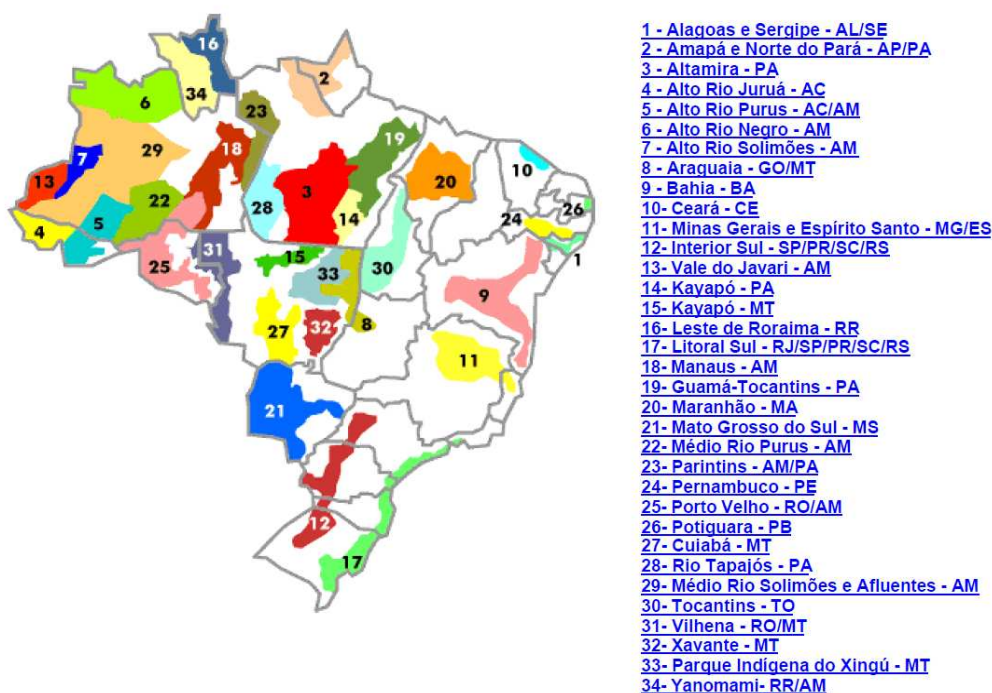 16
2
34
6
23
19
18
29
7
10
20
13
3
26
22
28
14
24
5
4
1
31
15
25
33
30
9
27
32
8
11
21
12
17
1 - Alagoas e Sergipe - AL/SE
2 - Amapá e Norte do Pará - AP/PA
3 - Altamira - PA
4 - Alto Rio Juruá - AC
5 - Alto Rio Purus - AC/AM
6 - Alto Rio Negro - AM
7 - Alto Rio Solimões - AM
8 - Araguaia - GO/MT
9 - Bahia - BA
10- Ceará - CE
11- Minas Gerais e Espírito Santo - MG/ES
12- Interior Sul - SP/PR/SC/RS
13- Vale do Javari - AM
14- Kayapó - PA
15- Kayapó - MT
16- Leste de Roraima - RR
17- Litoral Sul - RJ/SP/PR/SC/RS
18- Manaus - AM
19- Guamá-Tocantins - PA
20- Maranhão - MA
21- Mato Grosso do Sul - MS
22- Médio Rio Purus - AM
23- Parintins - AM/PA
24- Pernambuco - PE
25- Porto Velho - RO/AM
26- Potiguara - PB
27- Cuiabá - MT
28- Rio Tapajós - PA
29- Médio Rio Solimões e Afluentes - AM
30- Tocantins - TO
31- Vilhena - RO/MT
32- Xavante - MT
33- Parque Indígena do Xingú - MT
34- Yanomami- RR/AM